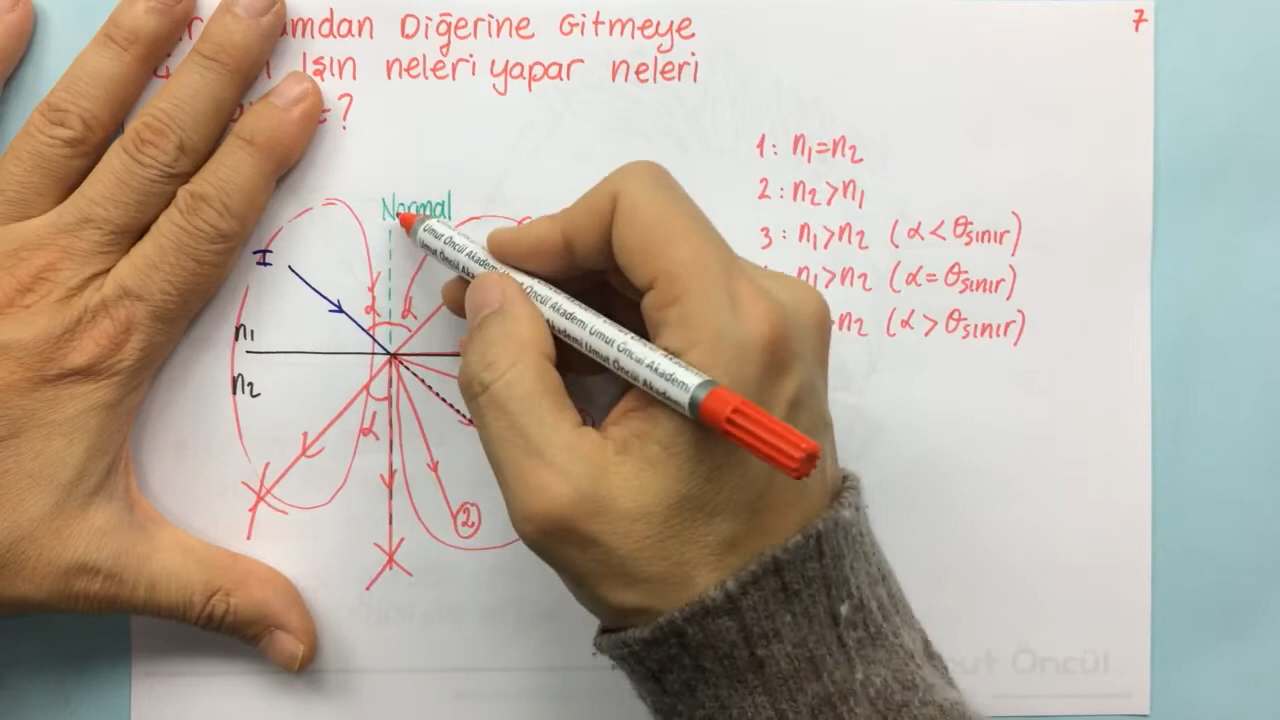 7
Diğerine Gitmeye
Işın neleri yapar neleri
?
Normal
I
α
α
n1
n2
α
2
1: n1=n2
2: n2>n1
3: n1>n2 (α<θsınır)
n1>n2 (α=θsınır)
n2 (α>θsınır)
Umut Öncül Akademi
Öncül